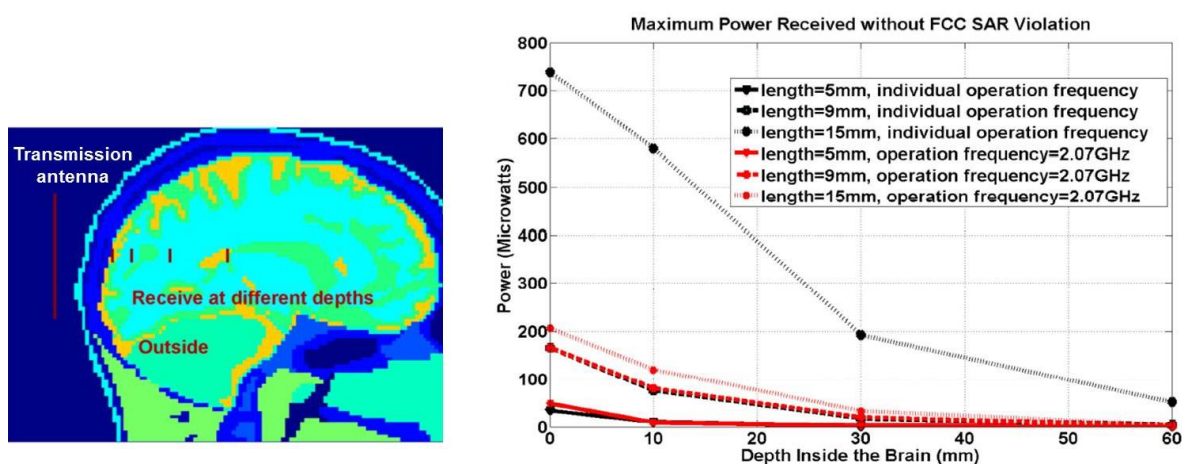 Transmission
antenna
Receive at different depths
Outside
Maximum Power Received without FCC SAR Violation
800
700
600
500
400
300
200
100
0
Power (Microwatts)
length=5mm, individual operation frequency
length=9mm, individual operation frequency
length=15mm, individual operation frequency
length=5mm, operation frequency=2.07GHz
length=9mm, operation frequency=2.07GHz
length=15mm, operation frequency=2.07GHz
0 10 20 30 40 50 60
Depth Inside the Brain (mm)